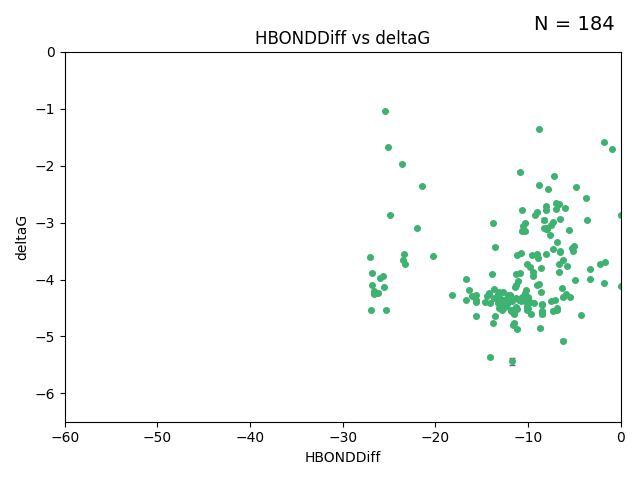 N = 184
HBONDDiff vs deltaG
0
−1
−2
−3
−4
−5
−6
deltaG
−60 −50 −40 −30 −20 −10 0
HBONDDiff